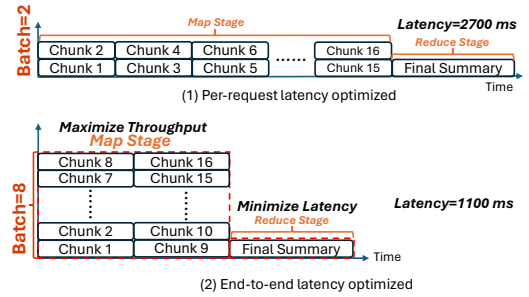 Batch=2
Map Stage
Latency=2700 ms
Reduce Stage
Chunk 2 Chunk 4 Chunk 6 Chunk 16
Chunk 1 Chunk 3 Chunk 5 ...... Chunk 15 Final Summary
Time
(1) Per-request latency optimized
Maximize Throughput
Map Stage
Batch=8
Chunk 8 Chunk 16
Chunk 7 Chunk 15
Minimize Latency
Latency=1100 ms
Reduce Stage
Chunk 2 Chunk 10
Chunk 1 Chunk 9 Final Summary
Time
(2) End-to-end latency optimized